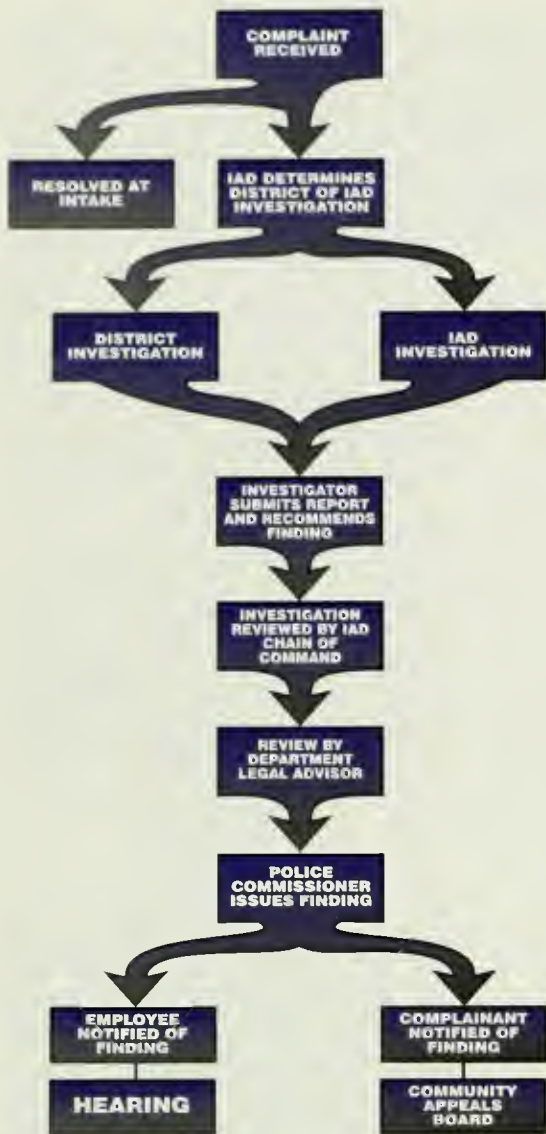 COMPLAINT
RECEIVED
RESOLVED AT
INTAKE
IAD DETERMINES
DISTRICT OF IAD
INVESTIGATION
DISTRICT
INVESTIGATION
IAD
INVESTIGATION
INVESTIGATOR
SUBMITS REPORT
AND RECOMMENDS
FINDING
INVESTIGATION
REVIEWED BY IAD
CHAIN OF
COMMAND
REVIEW BY
DEPARTMENT
LEGAL ADVISOR
POLICE
COMMISSIONER
ISSUES FINDING
EMPLOYEE
NOTIFIED OF
FINDING
COMPLAINANT
NOTIFIED OF
FINDING
HEARING
COMMUNITY
APPEALS
BOARD